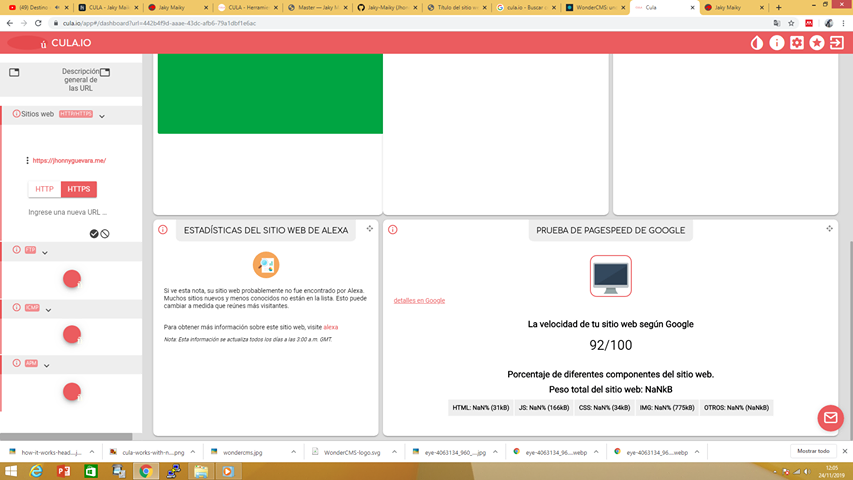 (49) Destino
CULA - Jaky Maik
Jaky Maiky
CULA - Herramien
Master — Jaky M
Jaky-Maiky (Jhonn
Título del sitio w
cula.io - Buscar
WonderCMS: un
Cula
Jaky Maiky
cula.io/app#/dashboard?url=442b4f9d-aaae-43dc-afb6-79a1dbf1e6ac
ú CULA.IO
Descripción
general de
las URL
Sitios web HTTP/HTTPS
https://jhonnyguevara.me/
HTTP HTTPS
Ingrese una nueva URL ...
FTP
ICMP
APM
ESTADÍSTICAS DEL SITIO WEB DE ALEXA
Si ve esta nota, su sitio web probablemente no fue encontrado por Alexa.
Muchos sitios nuevos y menos conocidos no están en la lista. Esto puede
cambiar a medida que reúnes más visitantes.
Para obtener más información sobre este sitio web, visite alexa
Nota: Esta información se actualiza todos los días a las 3:00 a.m. GMT.
PRUEBA DE PAGESPEED DE GOOGLE
detalles en Google
La velocidad de tu sitio web según Google
92/100
Porcentaje de diferentes componentes del sitio web.
Peso total del sitio web: NaNkB
HTML: NaN% (31kB) JS: NaN% (166kB) CSS: NaN% (34kB) IMG: NaN% (775kB) OTROS: NaN% (NaNkB)
how-it-works-head....j...
cula-works-with-n....png
wondercms.jpg
WonderCMS-logo.svg
eye-4063134_960_....jpg
eye-4063134_96....webp
eye-4063134_96....webp
Mostrar todo
12:05
24/11/2019